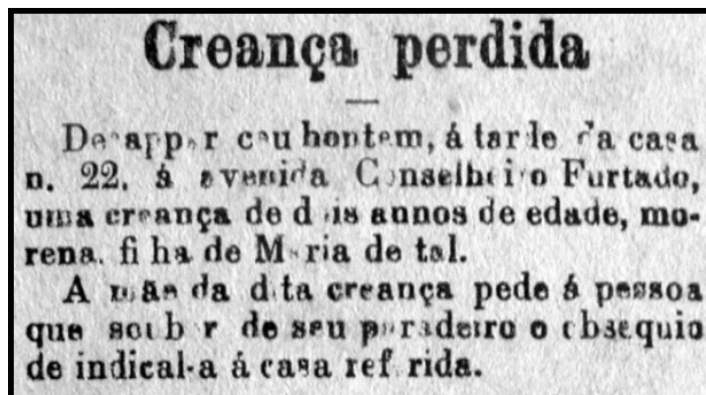 Creança perdida
Desappareceu hontem, á tarde da casa
n. 22, á avenida Conselheiro Furtado,
uma creança de dois annos de edade, mo-
rena, filha de Maria de tal.
A mãe da dita creança pede á pessoa
que souber de seu paradeiro o obsequio
de indical-a á casa referida.